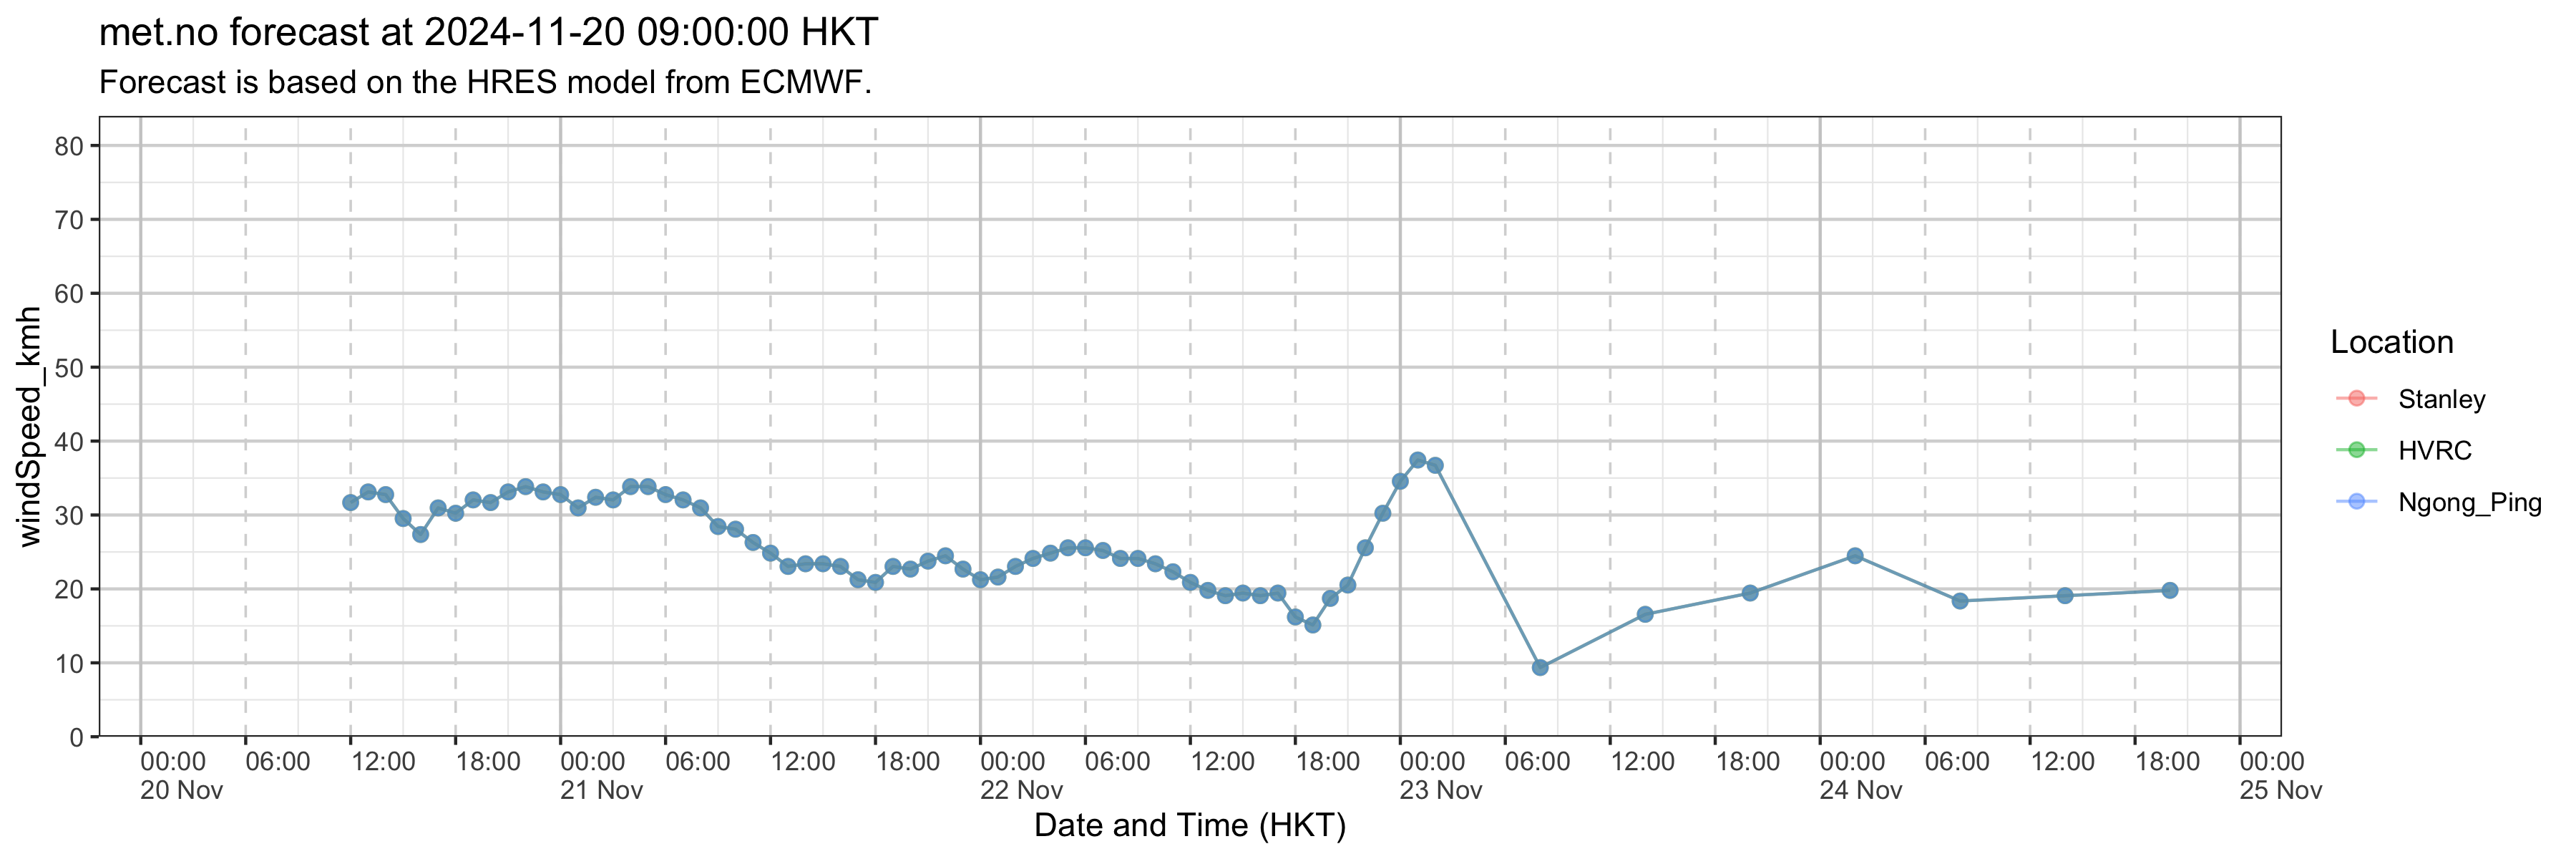 met.no forecast at 2024-11-20 09:00:00 HKT
Forecast is based on the HRES model from ECMWF.
80
70
60
50
40
30
20
10
0
windSpeed_kmh
00:00 06:00 12:00 18:00 00:00 06:00 12:00 18:00 00:00 06:00 12:00 18:00 00:00 06:00 12:00 18:00 00:00 06:00 12:00 18:00 00:00
20 Nov 21 Nov 22 Nov 23 Nov 24 Nov 25 Nov
Date and Time (HKT)
Location
Stanley
HVRC
Ngong_Ping